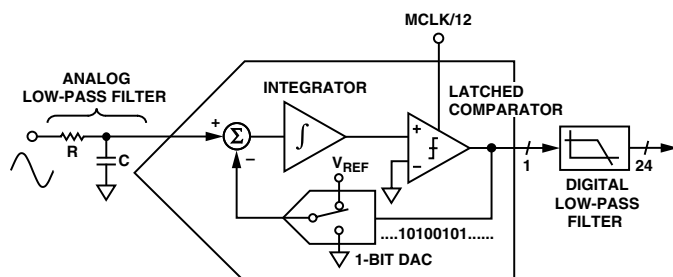 MCLK/12
ANALOG
LOW-PASS FILTER
INTEGRATOR
LATCHED
COMPARATOR
+
Σ
∫
+
R
C
–
–
VREF
1
24
DIGITAL
LOW-PASS
FILTER
....10100101......
1-BIT DAC